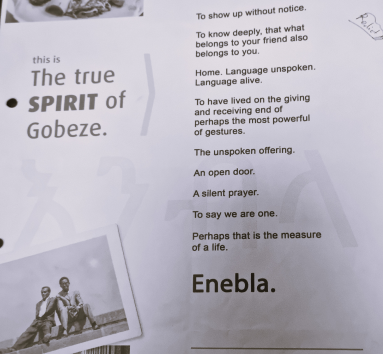 this is
The true
SPIRIT of
Gobeze.
To show up without notice.
To know deeply, that what
belongs to your friend also
belongs to you.
Home. Language unspoken.
Language alive.
To have lived on the giving
and receiving end of
perhaps the most powerful
of gestures.
The unspoken offering.
An open door.
A silent prayer.
To say we are one.
Perhaps that is the measure
of a life.
Enebla.